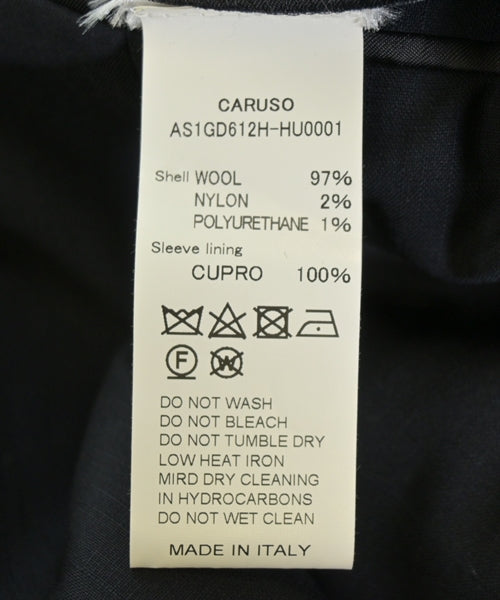 CARUSO
AS1GD612H-HU0001
Shell WOOL 97%
NYLON 2%
POLYURETHANE 1%
Sleeve lining
CUPRO 100%
F W
DO NOT WASH
DO NOT BLEACH
DO NOT TUMBLE DRY
LOW HEAT IRON
MIRD DRY CLEANING
IN HYDROCARBONS
DO NOT WET CLEAN
MADE IN ITALY